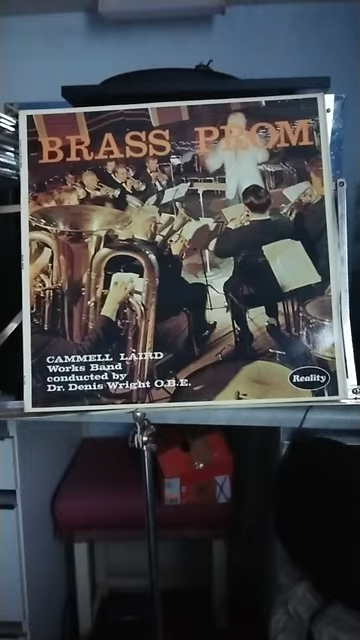 BRASS PROM
CAMMELL LAIRD
Works Band
conducted by
Dr. Denis Wright O.B.E.
Reality